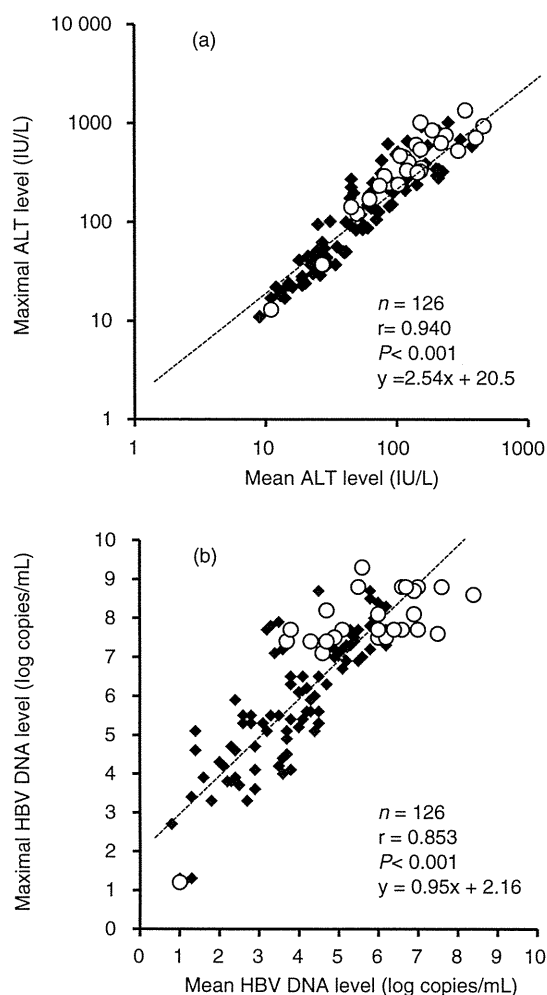 (a)
10 000
1000
100
10
1
Maximal ALT level (IU/L)
n = 126
r= 0.940
P< 0.001
y =2.54x + 20.5
1 10 100 1000
Mean ALT level (IU/L)
(b)
10
9
8
7
6
5
4
3
2
1
0
Maximal HBV DNA level (log copies/mL)
n = 126
r = 0.853
P< 0.001
y = 0.95x + 2.16
0 1 2 3 4 5 6 7 8 9 10
Mean HBV DNA level (log copies/mL)